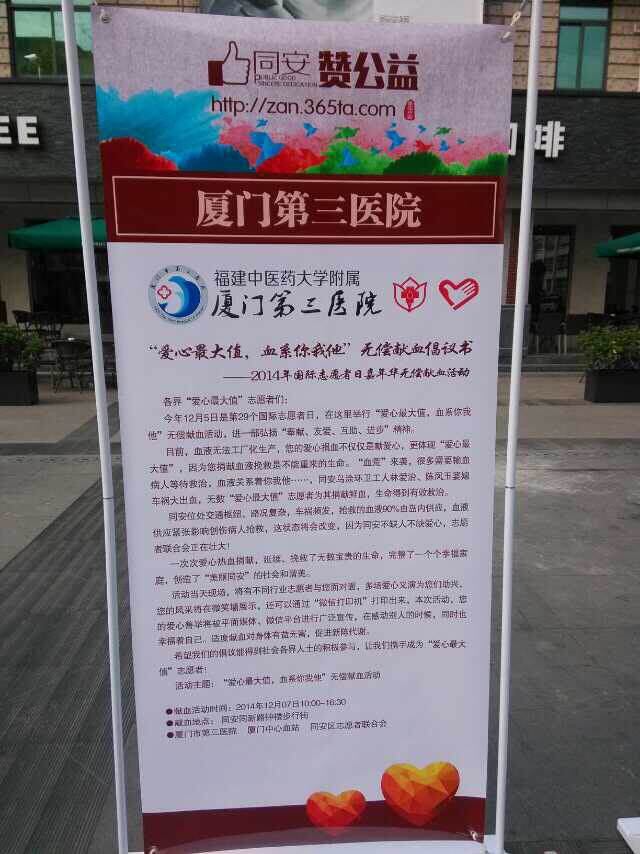 同安
PUBLIC GOOD
SINCERE DEDICATION
赞公益
http://zan.365ta.com
EE
啡
厦门第三医院
福建中医药大学附属
厦门第三医院
“爱心最大值，血系你我他”无偿献血倡议书
——2014年国际志愿者日嘉年华无偿献血活动
各界“爱心最大值”志愿者们：
今年12月5日是第29个国际志愿者日，在这里举行“爱心最大值，血系你我
他”无偿献血活动，进一部弘扬“奉献、友爱、互助、进步”精神。
目前，血液无法工厂化生产，您的爱心捐血不仅仅是献爱心，更体现“爱心最
大值”，因为您捐献血液挽救是不能重来的生命。“血荒”来袭，很多需要输血
病人等待救治，血液关系着你我他……，同安乌涂环卫工人林爱治、陈凤玉婆媳
车祸大出血，无数“爱心最大值”志愿者为其捐献鲜血，生命得到有效救治。
同安位处交通枢纽、路况复杂，车祸频发，抢救的血液90%由岛内供应，血液
供应紧张影响创伤病人抢救，这状态将会改变，因为同安不缺人不缺爱心，志愿
者联合会正在壮大！
一次次爱心热血捐献，延续、挽救了无数宝贵的生命，完整了一个个幸福家
庭，创造了“美丽同安”的社会和谐美。
活动当天现场，将有不同行业志愿者与您面对面，多场爱心义演为您们助兴，
您的风采将在微笑墙展示，还可以通过“微信打印机”打印出来，本次活动，您
的爱心善举将被平面媒体，微信平台进行广泛宣传，在感动别人的时候，同时也
幸福着自己。适度献血对身体有益无害，促进新陈代谢。
希望我们的倡议能得到社会各界人士的积极参与，让我们携手成为“爱心最大
值”志愿者！
活动主题：“爱心最大值，血系你我他”无偿献血活动
●献血活动时间：2014年12月07日10:00-16:30
●献血地点：同安同新路钟楼步行街
●厦门市第三医院 厦门中心血站 同安区志愿者联合会